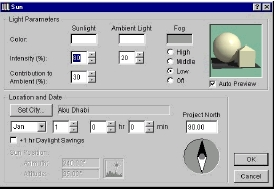 Sun
Light Parameters
Sunlight
Ambient Light
Fog
Color:
Intensity (%):
80
20
High
Middle
Low
Off
Contribution to
Ambient (%):
30
Auto Preview
Location and Date
Set City...
Abu Dhabi
Project North
Jan
1
0
hr
0
min
90.00
+1 hr Daylight Savings
Sun Position
Azimuth:
Altitude:
OK
Cancel